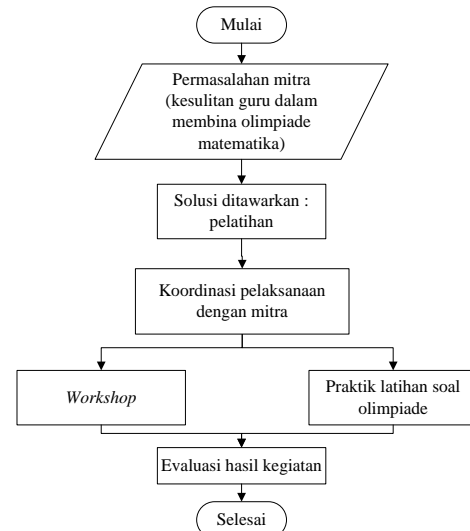 Mulai
Permasalahan mitra
(kesulitan guru dalam
membina olimpiade
matematika)
Solusi ditawarkan :
pelatihan
Koordinasi pelaksanaan
dengan mitra
Workshop
Praktik latihan soal
olimpiade
Evaluasi hasil kegiatan
Selesai